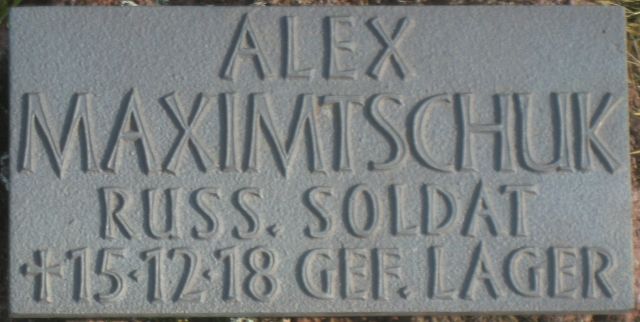 ALEX
MAXIMTSCHUK
RUSS. SOLDAT
✝15·12·18 GEF. LAGER